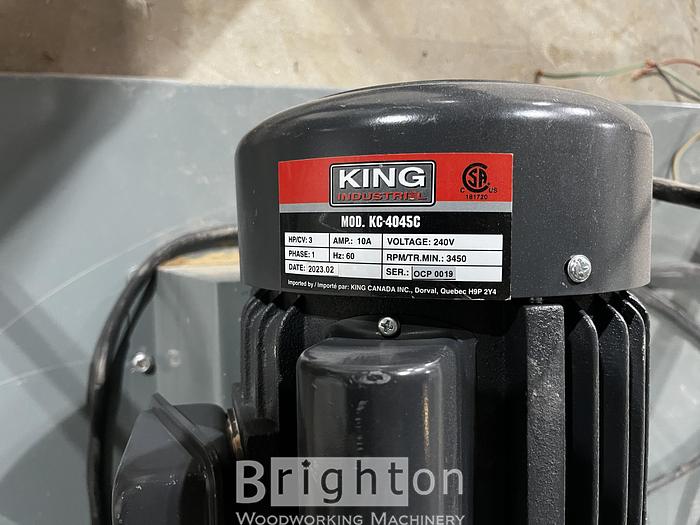 KING
INDUSTRIAL
CSA
C US
181720
MOD. KC-4045C
HP/CV: 3 AMP.: 10A VOLTAGE: 240V
PHASE: 1 Hz: 60 RPM/TR.MIN.: 3450
DATE: 2023.02 SER.: OCP 0019
Imported by / Importé par: KING CANADA INC., Dorval, Quebec H9P 2Y4
Brighton
WOODWORKING MACHINERY